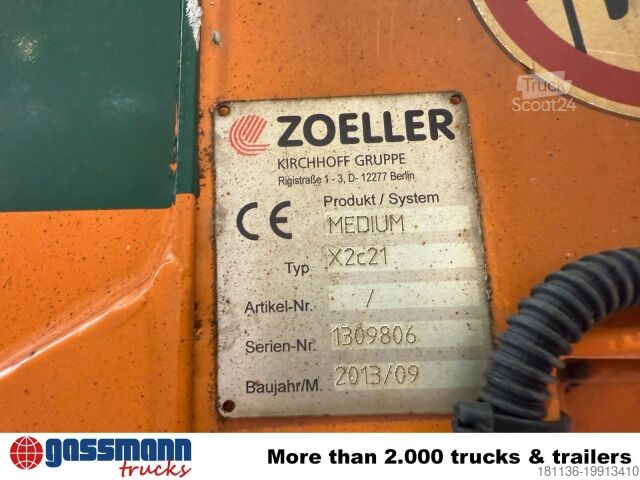 Truck
Scout24
ZOELLER
KIRCHHOFF GRUPPE
Rigistraße 1 - 3, D- 12277 Berlin
Produkt / System
CE
MEDIUM
Typ X2c21
Artikel-Nr. /
Serien-Nr. 1309806
Baujahr/M. 2013/09
gassmann
trucks
More than 2.000 trucks & trailers
181136-19913410